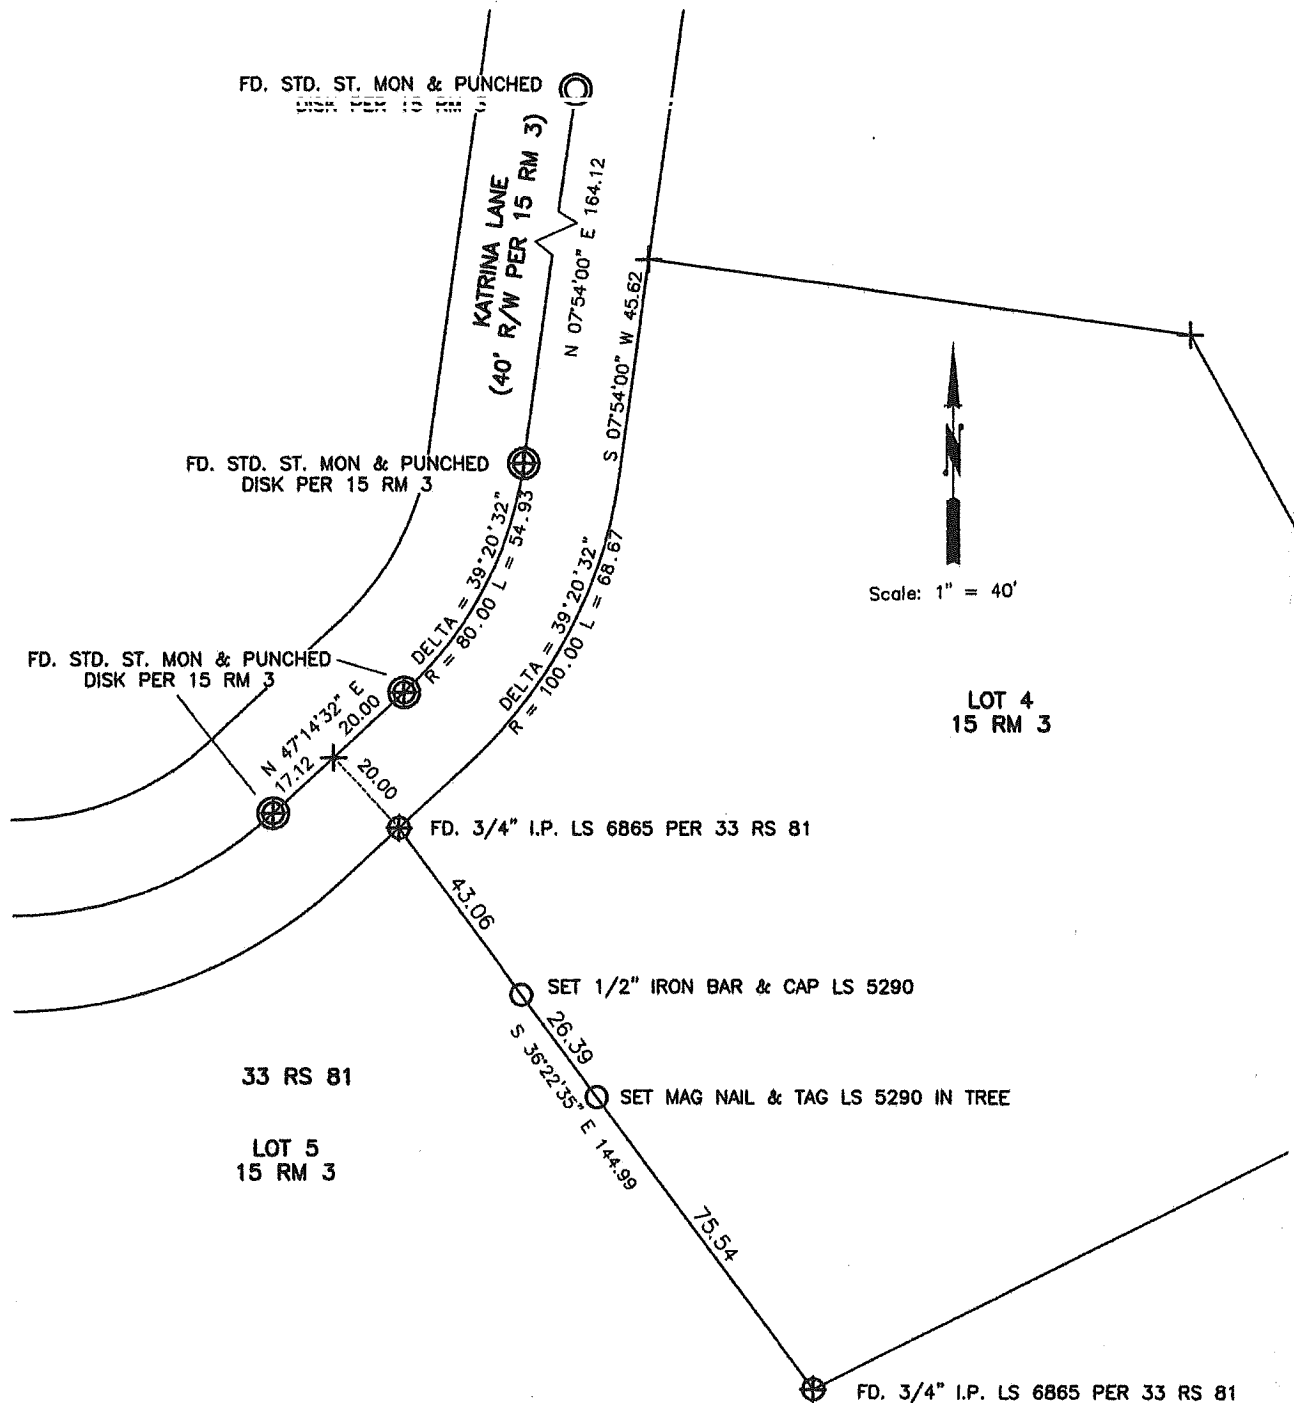 FD. STD. ST. MON & PUNCHED
DISK PER 15 RM 3
KATRINA LANE
(40' R/W PER 15 RM 3)
N 07°54'00" E 164.12
S 07°54'00" W 45.62
FD. STD. ST. MON & PUNCHED
DISK PER 15 RM 3
DELTA = 39°20'32"
R = 80.00 L = 54.93
DELTA = 39°20'32"
R = 100.00 L = 68.67
N
Scale: 1" = 40'
FD. STD. ST. MON & PUNCHED
DISK PER 15 RM 3
LOT 4
15 RM 3
N 47°14'32" E
20.00
17.12
20.00
FD. 3/4" I.P. LS 6865 PER 33 RS 81
43.06
SET 1/2" IRON BAR & CAP LS 5290
26.39
S 36°22'35" E 144.99
SET MAG NAIL & TAG LS 5290 IN TREE
33 RS 81
LOT 5
15 RM 3
75.54
FD. 3/4" I.P. LS 6865 PER 33 RS 81